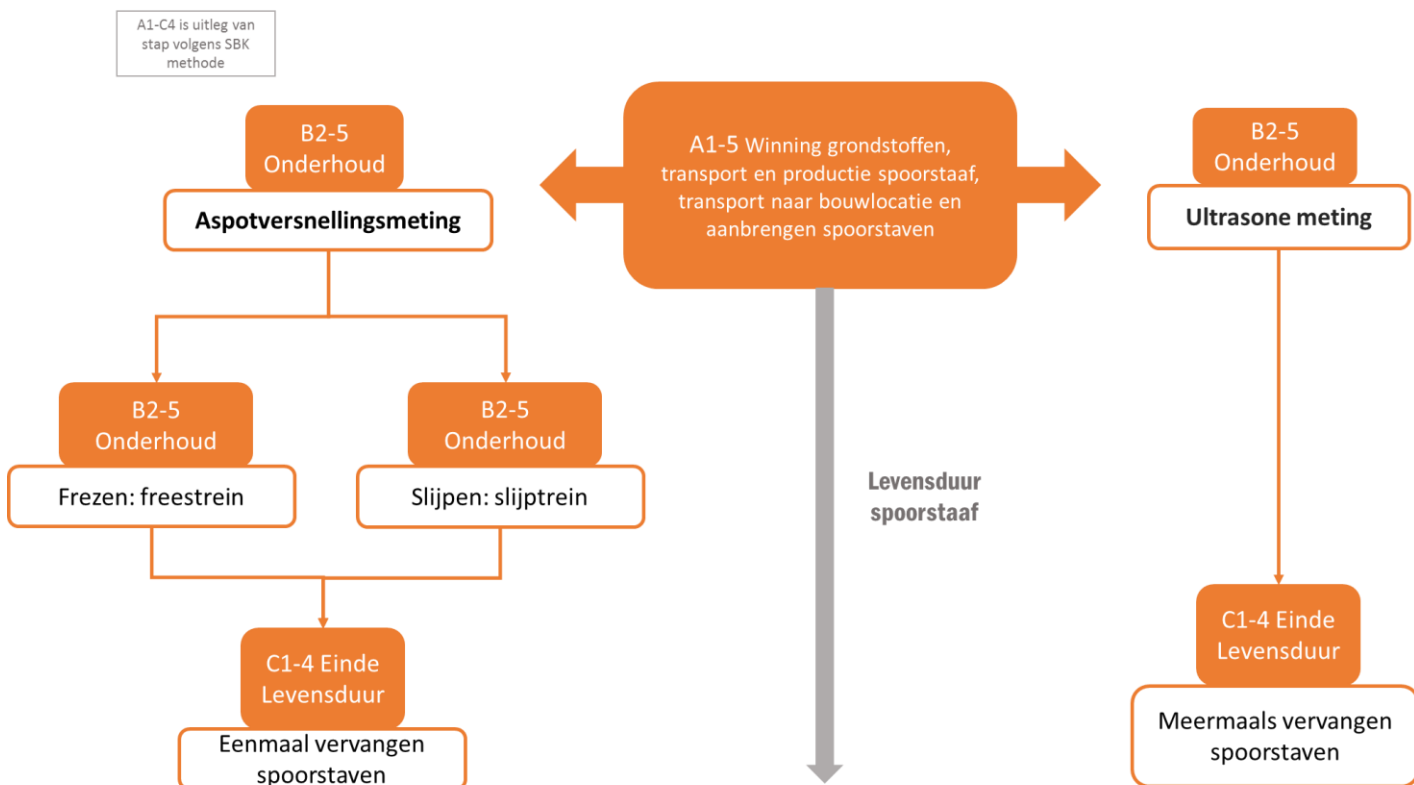 A1-C4 is uitleg van
stap volgens SBK
methode
B2-5
Onderhoud
Aspotversnellingsmeting
A1-5 Winning grondstoffen,
transport en productie spoorstaaf,
transport naar bouwlocatie en
aanbrengen spoorstaven
B2-5
Onderhoud
Ultrasone meting
B2-5
Onderhoud
Frezen: freestrein
B2-5
Onderhoud
Slijpen: slijptrein
Levensduur
spoorstaaf
C1-4 Einde
Levensduur
Eenmaal vervangen
spoorstaven
C1-4 Einde
Levensduur
Meermaals vervangen
spoorstaven